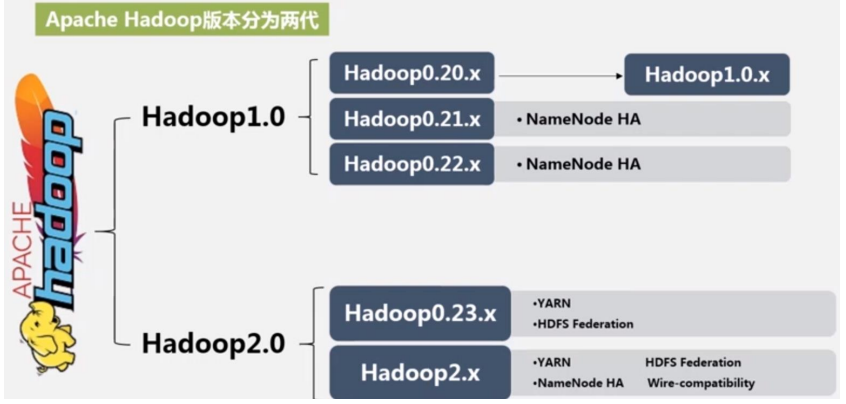 Apache Hadoop版本分为两代
APACHE
hadoop
Hadoop1.0
Hadoop0.20.x
Hadoop1.0.x
Hadoop0.21.x
•NameNode HA
Hadoop0.22.x
•NameNode HA
Hadoop2.0
Hadoop0.23.x
•YARN
•HDFS Federation
Hadoop2.x
•YARN HDFS Federation
•NameNode HA Wire-compatibility